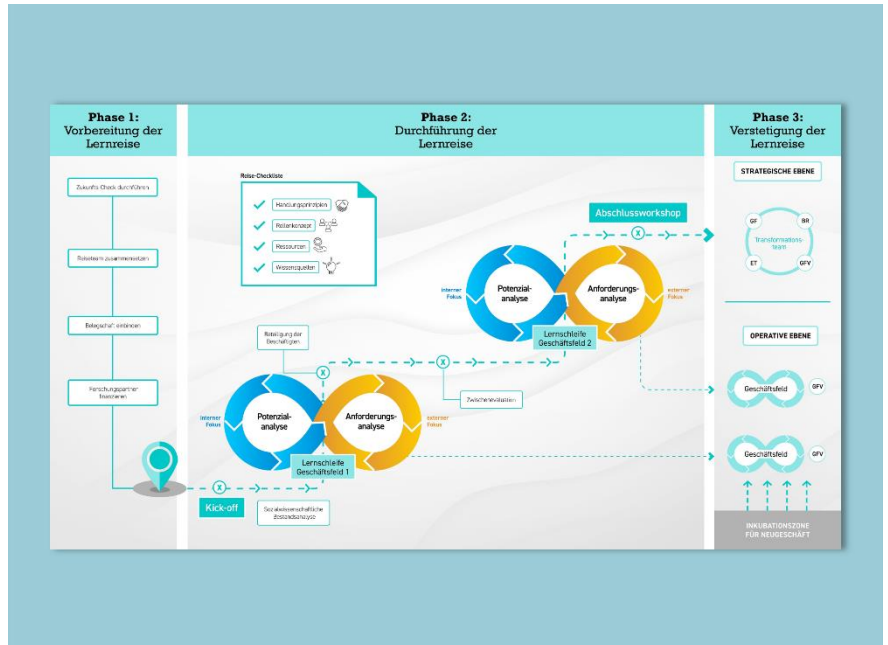 Phase 1:
Vorbereitung der
Lernreise
Zukunfts-Check durchführen
Reiseteam zusammensetzen
Belegschaft einbinden
Forschungspartner
finanzieren
Phase 2:
Durchführung der
Lernreise
Reise-Checkliste
Handlungsprinzipien
Rollenkonzept
Ressourcen
Wissensquellen
Abschlussworkshop
X
interner
Fokus
Potenzial-
analyse
Anforderungs-
analyse
externer
Fokus
Lernschleife
Geschäftsfeld 2
Beteiligung der
Beschäftigten
X
X
Zwischenevaluation
interner
Fokus
Potenzial-
analyse
Anforderungs-
analyse
externer
Fokus
Lernschleife
Geschäftsfeld 1
X
Kick-off
Sozialwissenschaftliche
Bestandsanalyse
Phase 3:
Verstetigung der
Lernreise
STRATEGISCHE EBENE
GF
BR
Transformations-
team
ET
GFV
OPERATIVE EBENE
Geschäftsfeld
GFV
Geschäftsfeld
GFV
INKUBATIONSZONE
FÜR NEUGESCHÄFT